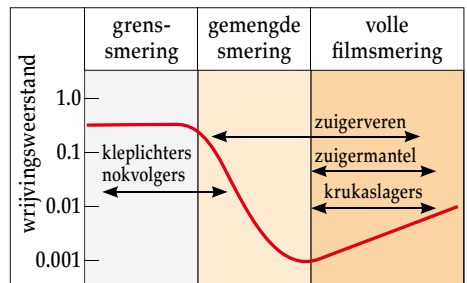 grens-
smering
gemengde
smering
volle
filmsmering
wrijvingsweerstand
1.0
0.1
0.01
0.001
kleplichters
nokvolgers
zuigerveren
zuigermantel
krukaslagers